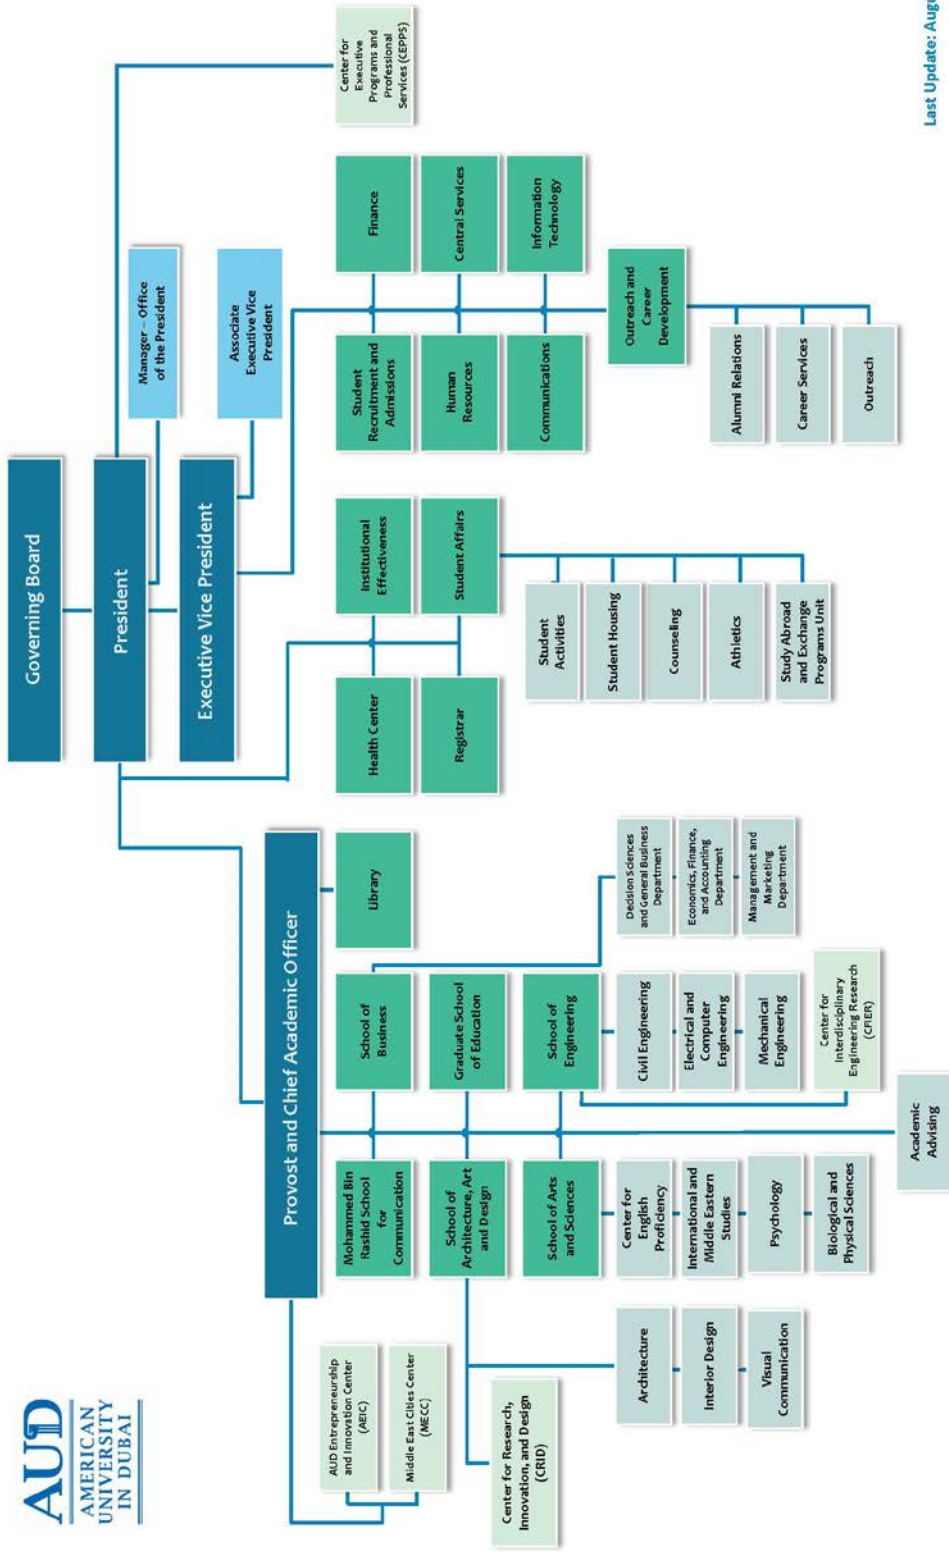 AUD
AMERICAN
UNIVERSITY
IN DUBAI
Governing Board
President
Manager – Office
of the President
Executive Vice President
Associate
Executive Vice
President
Center for
Executive
Programs and
Professional
Services (CEPPS)
Provost and Chief Academic Officer
AUD Entrepreneurship
and Innovation Center
(AEIC)
Middle East Cities Center
(MECC)
Mohammed Bin
Rashid School
for
Communication
School of
Business
Library
School of
Architecture, Art
and Design
Graduate School
of Education
School of Arts
and Sciences
School of
Engineering
Center for Research,
Innovation, and Design
(CRID)
Architecture
Interior Design
Visual
Communication
Center for
English
Proficiency
International and
Middle Eastern
Studies
Psychology
Biological and
Physical Sciences
Civil Engineering
Electrical and
Computer
Engineering
Mechanical
Engineering
Center for
Interdisciplinary
Engineering Research
(CFIER)
Decision Sciences
and General Business
Department
Economics, Finance,
and Accounting
Department
Management and
Marketing
Department
Academic
Advising
Health Center
Institutional
Effectiveness
Registrar
Student Affairs
Student
Activities
Student Housing
Counseling
Athletics
Study Abroad
and Exchange
Programs Unit
Student
Recruitment and
Admissions
Finance
Human
Resources
Central Services
Communications
Information
Technology
Outreach and
Career
Development
Alumni Relations
Career Services
Outreach
Last Update: